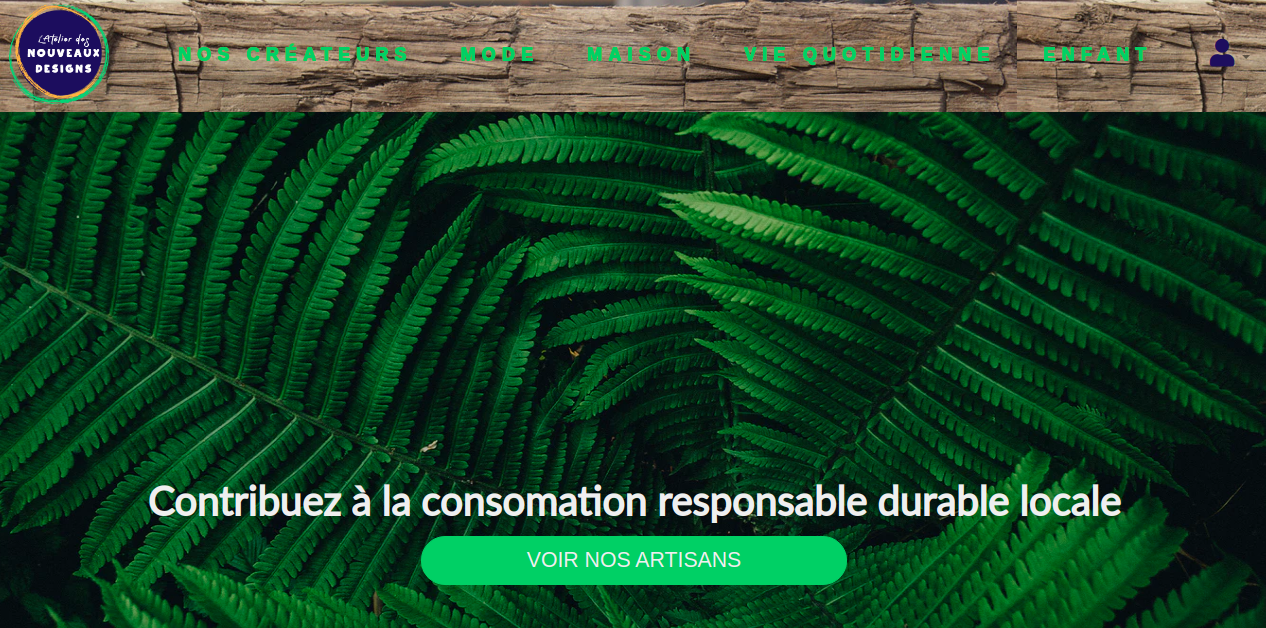 L'Atelier des
NOUVEAUX
DESIGNS
NOS CRÉATEURS MODE MAISON VIE QUOTIDIENNE ENFANT
Contribuez à la consomation responsable durable locale
VOIR NOS ARTISANS